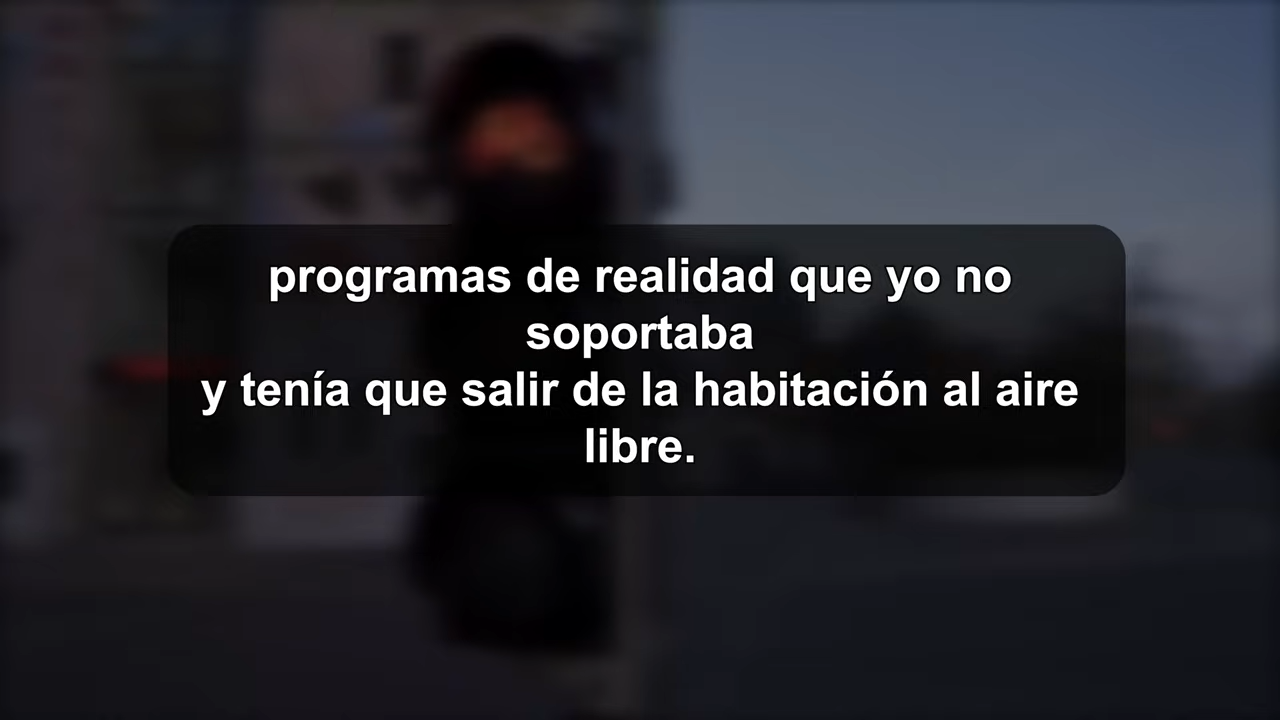 programas de realidad que yo no
soportaba
y tenía que salir de la habitación al aire
libre.